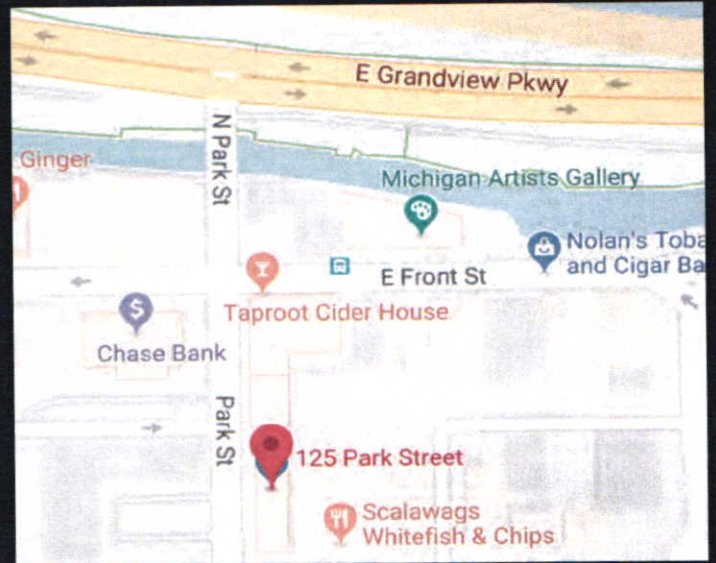 E Grandview Pkwy
N Park St
Ginger
Michigan Artists Gallery
Nolan's Toba
and Cigar Ba
E Front St
Taproot Cider House
$
Chase Bank
Park St
125 Park Street
Scalawags
Whitefish & Chips